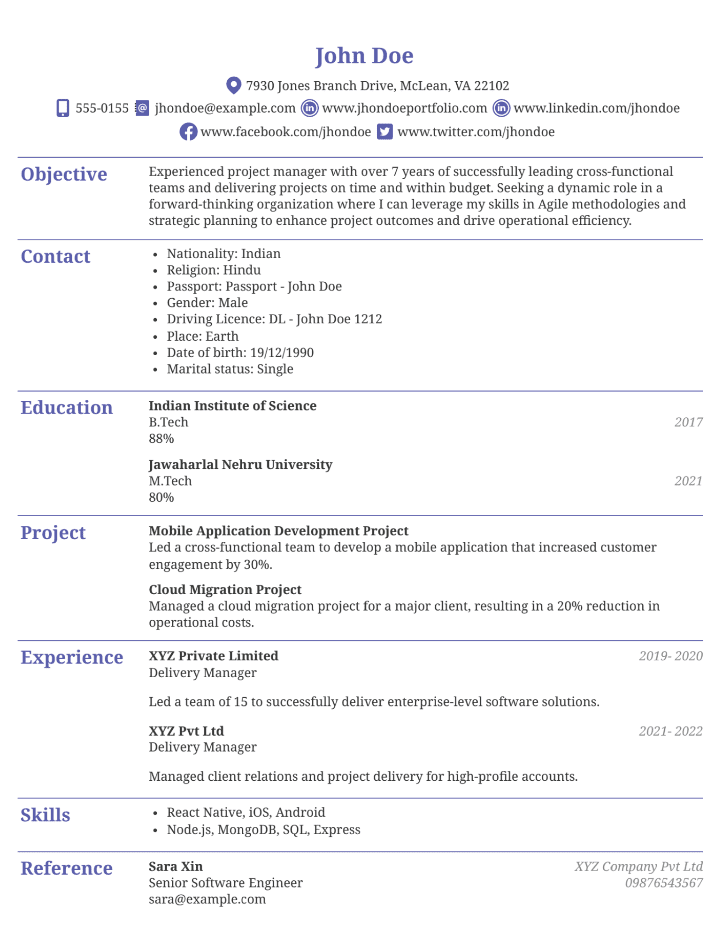 John Doe
7930 Jones Branch Drive, McLean, VA 22102
555-0155 jhondoe@example.com www.jhondoeportfolio.com www.linkedin.com/jhondoe
www.facebook.com/jhondoe www.twitter.com/jhondoe
Objective
Experienced project manager with over 7 years of successfully leading cross-functional
teams and delivering projects on time and within budget. Seeking a dynamic role in a
forward-thinking organization where I can leverage my skills in Agile methodologies and
strategic planning to enhance project outcomes and drive operational efficiency.
Contact
• Nationality: Indian
• Religion: Hindu
• Passport: Passport - John Doe
• Gender: Male
• Driving Licence: DL - John Doe 1212
• Place: Earth
• Date of birth: 19/12/1990
• Marital status: Single
Education
Indian Institute of Science
B.Tech 2017
88%
Jawaharlal Nehru University
M.Tech 2021
80%
Project
Mobile Application Development Project
Led a cross-functional team to develop a mobile application that increased customer
engagement by 30%.
Cloud Migration Project
Managed a cloud migration project for a major client, resulting in a 20% reduction in
operational costs.
Experience
XYZ Private Limited 2019- 2020
Delivery Manager
Led a team of 15 to successfully deliver enterprise-level software solutions.
XYZ Pvt Ltd 2021- 2022
Delivery Manager
Managed client relations and project delivery for high-profile accounts.
Skills
• React Native, iOS, Android
• Node.js, MongoDB, SQL, Express
Reference
Sara Xin XYZ Company Pvt Ltd
Senior Software Engineer 09876543567
sara@example.com